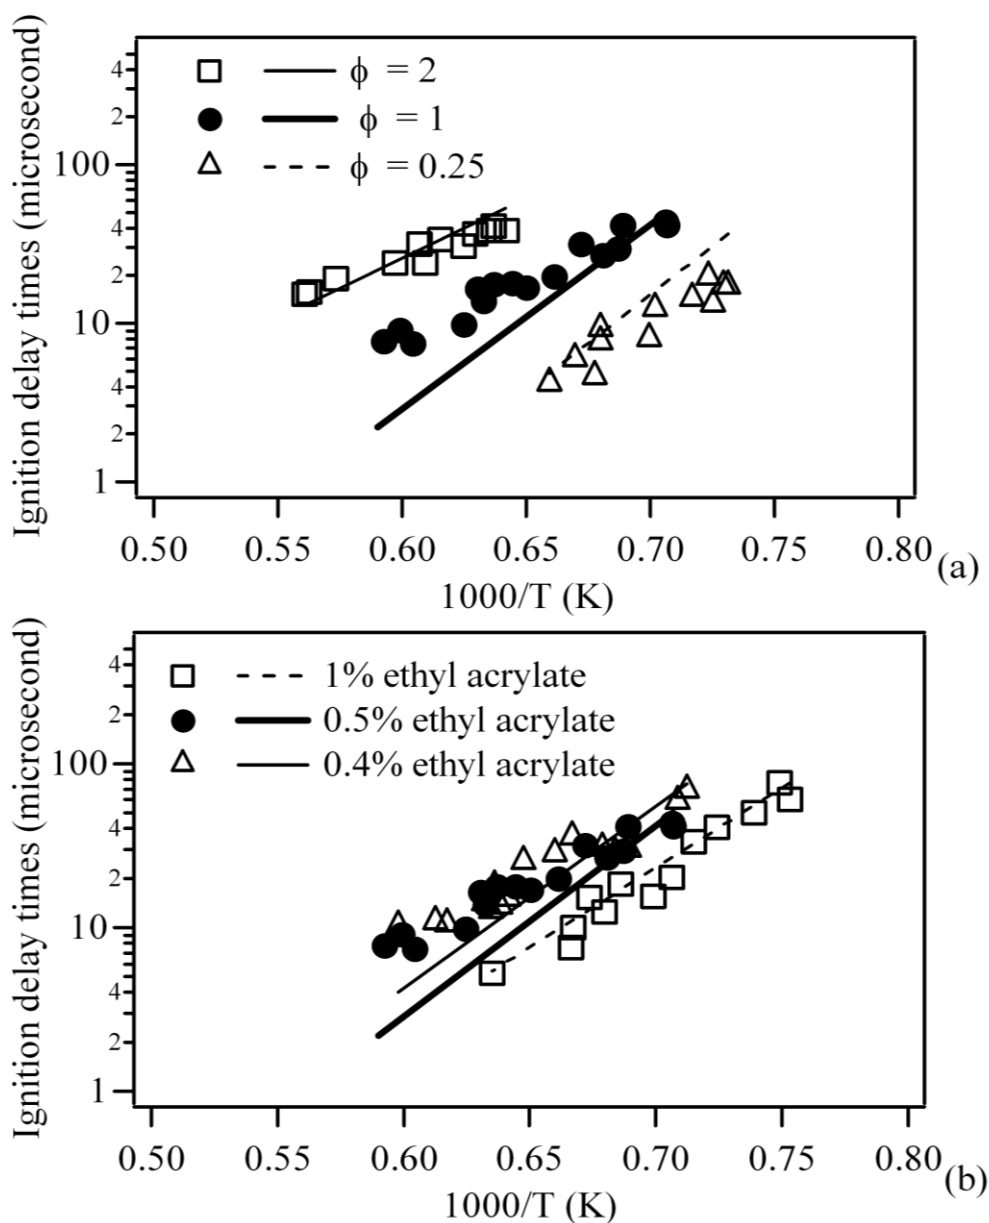 Ignition delay times (microsecond)
4
2
100
4
2
10
4
2
1
ϕ = 2
ϕ = 1
ϕ = 0.25
0.50 0.55 0.60 0.65 0.70 0.75 0.80
1000/T (K)
(a)
Ignition delay times (microsecond)
4
2
100
4
2
10
4
2
1
1% ethyl acrylate
0.5% ethyl acrylate
0.4% ethyl acrylate
0.50 0.55 0.60 0.65 0.70 0.75 0.80
1000/T (K)
(b)